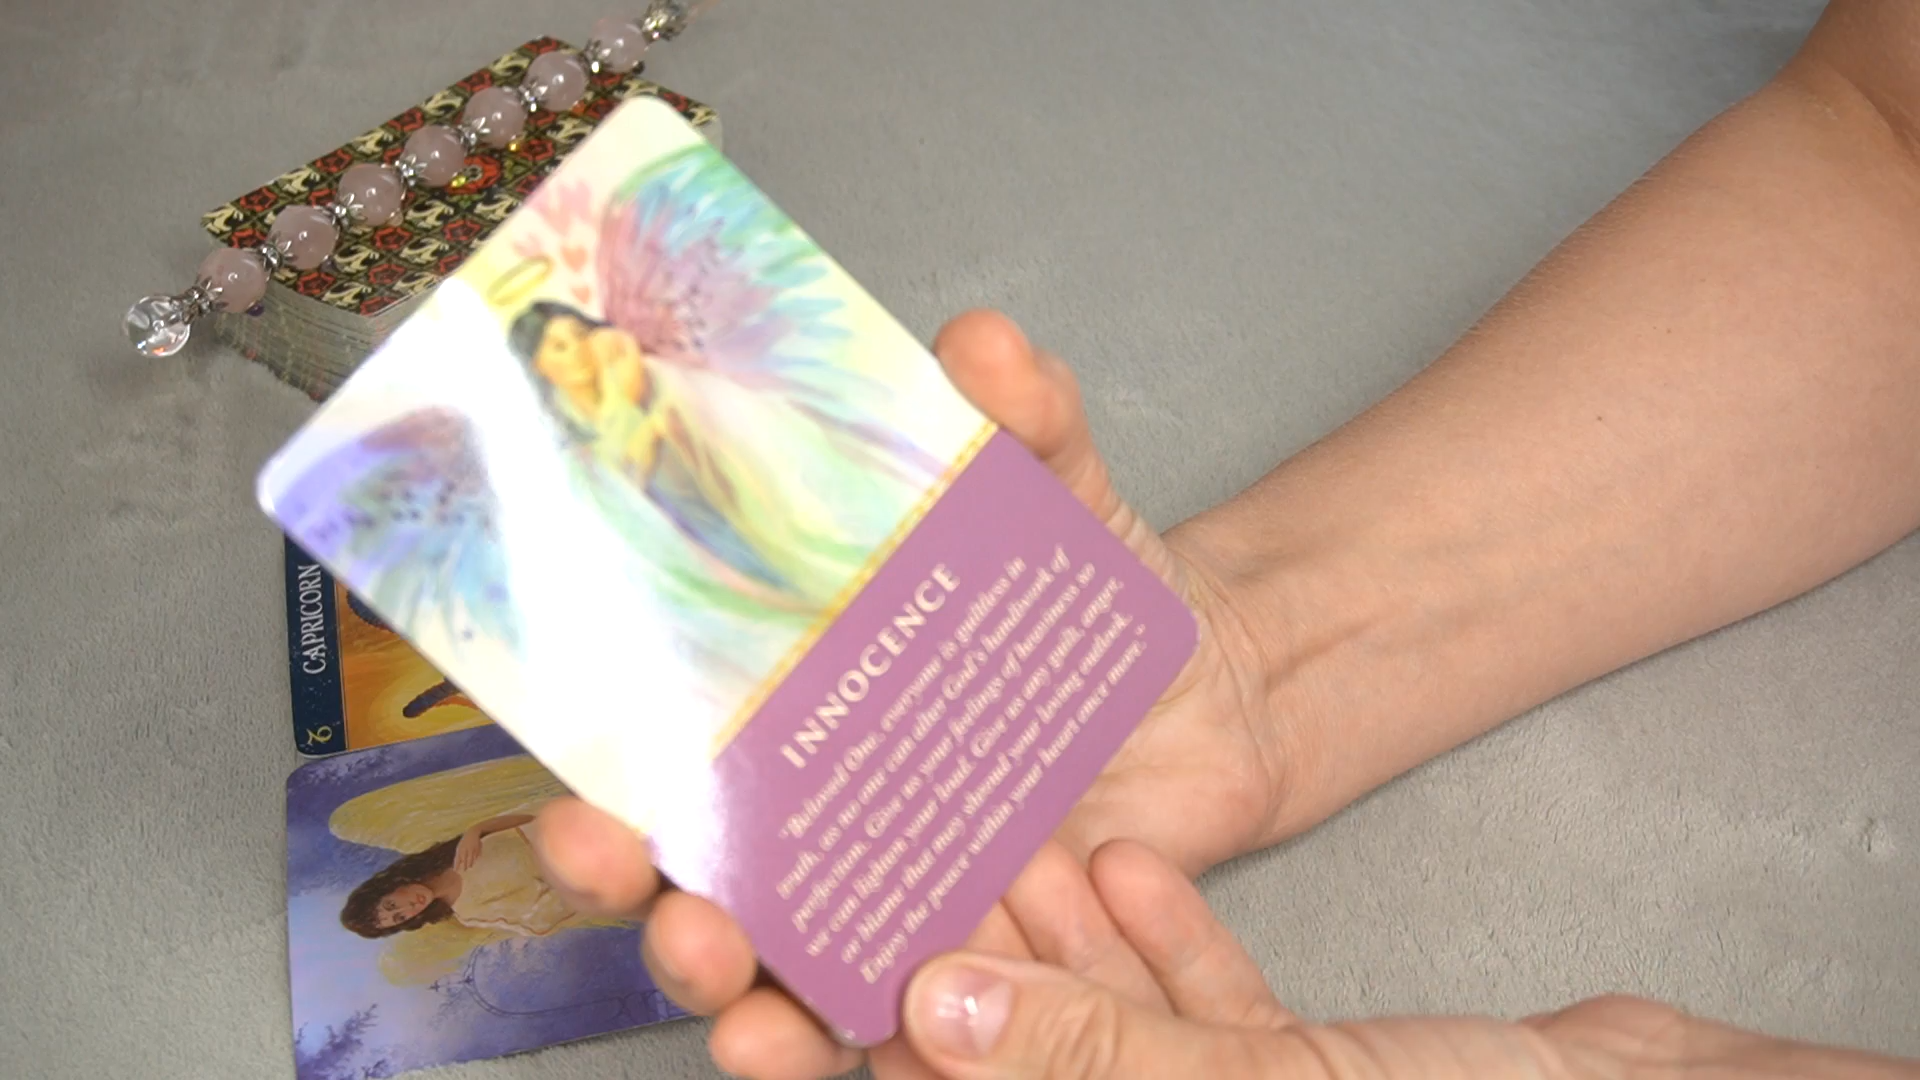 CAPRICORN
INNOCENCE
"Beloved One, everyone is guiltless in
truth, as no one can alter God's handiwork of
perfection. Give us your feelings of heaviness so
we can lighten your load. Give us any guilt, anger,
or blame that may shroud your loving outlook.
Enjoy the peace within your heart once more."